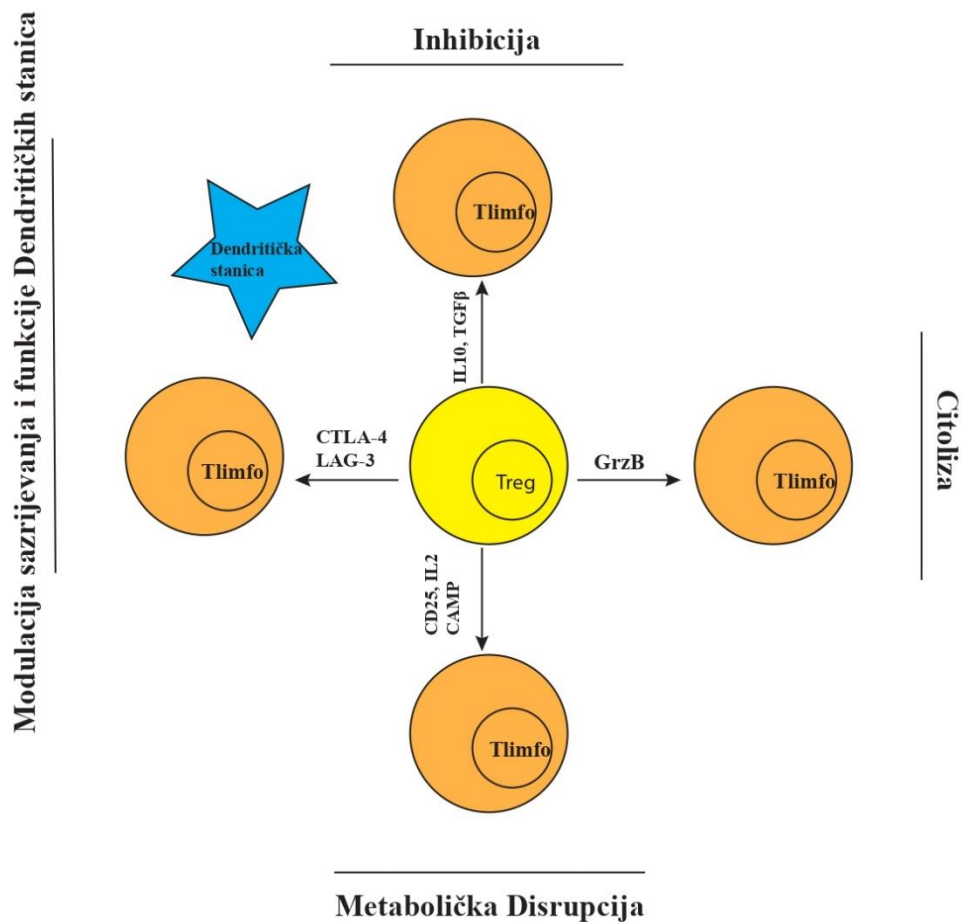 Inhibicija
Modulacija sazrijevanja i funkcije Dendritičkih stanica
Tlimfo
Dendritička
stanica
IL10, TGFβ
Tlimfo
CTLA-4
LAG-3
Treg
GrzB
Tlimfo
Citoliza
CD25, IL2
CAMP
Tlimfo
Metabolička Disrupcija